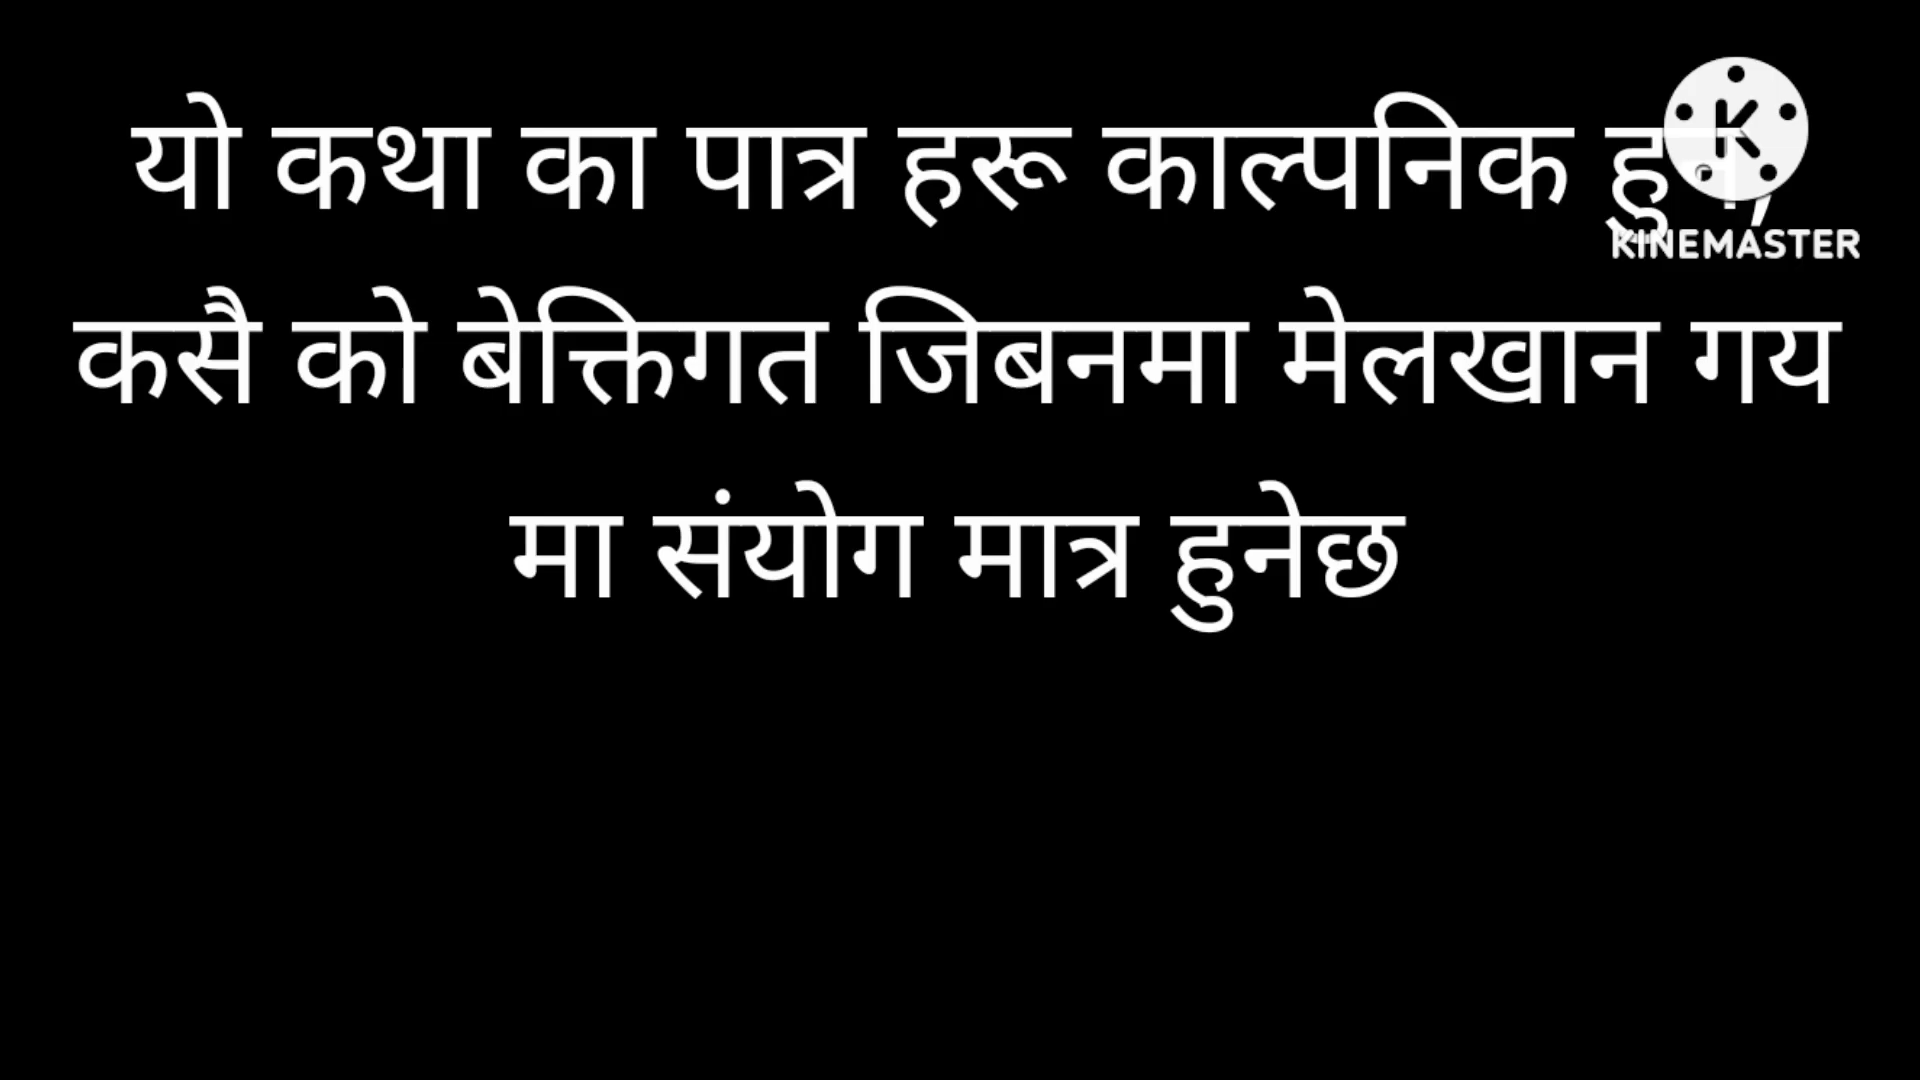 यो कथा का पात्र हरू काल्पनिक हुन,
कसै को बेक्तिगत जिबनमा मेलखान गय
मा संयोग मात्र हुनेछ
KINEMASTER